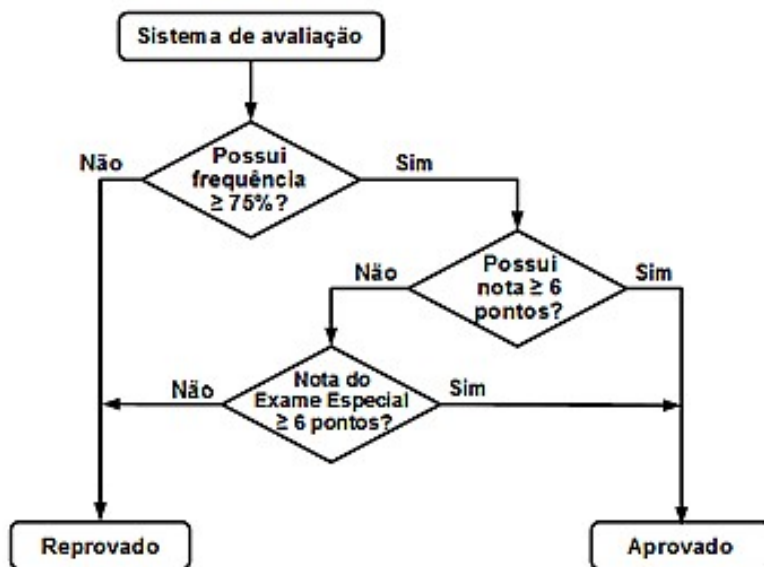 Sistema de avaliação
Não
Possui
frequência
≥ 75%?
Sim
Não
Possui
nota ≥ 6
pontos?
Sim
Não
Nota do
Exame Especial
≥ 6 pontos?
Sim
Reprovado
Aprovado